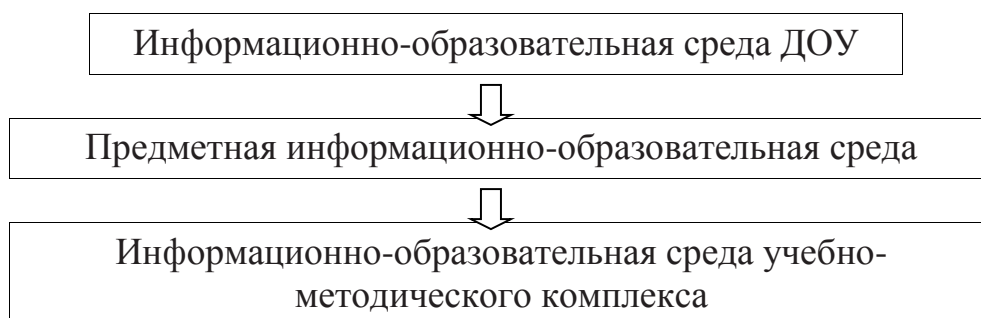 Информационно-образовательная среда ДОУ
Предметная информационно-образовательная среда
Информационно-образовательная среда учебно-
методического комплекса